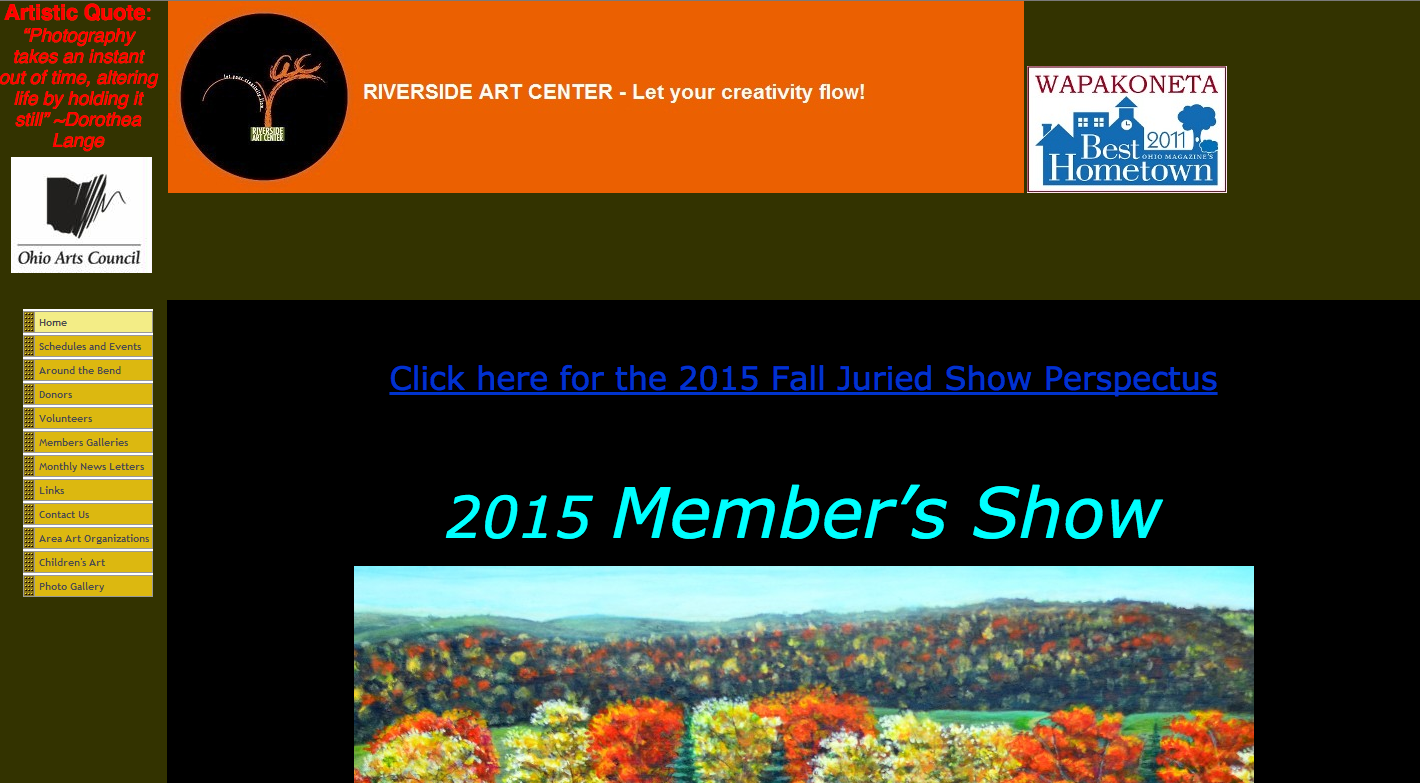 Artistic Quote:
"Photography
takes an instant
out of time, altering
life by holding it
still" ~Dorothea
Lange
Ohio Arts Council
let your creativity flow
ac
RIVERSIDE
ART CENTER
RIVERSIDE ART CENTER - Let your creativity flow!
WAPAKONETA
2011
Best
OHIO MAGAZINE'S
Hometown
Home
Schedules and Events
Around the Bend
Donors
Volunteers
Members Galleries
Monthly News Letters
Links
Contact Us
Area Art Organizations
Children's Art
Photo Gallery
Click here for the 2015 Fall Juried Show Perspectus
2015 Member's Show